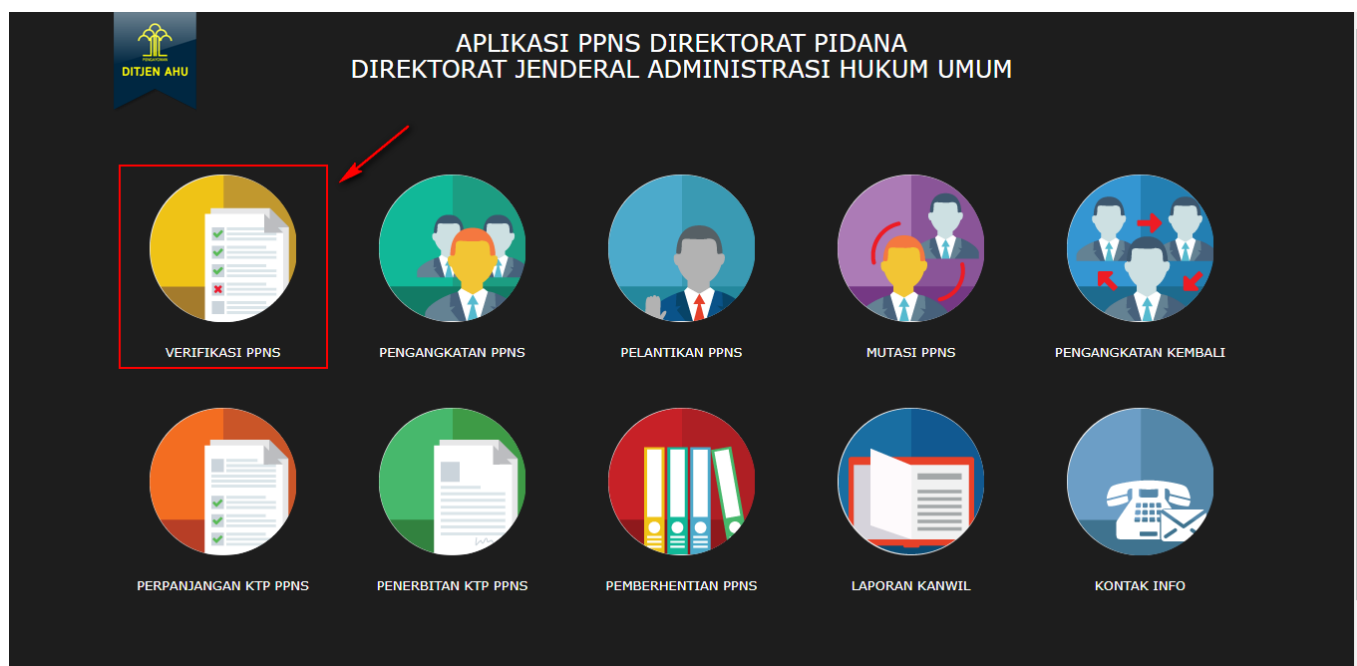 APLIKASI PPNS DIREKTORAT PIDANA
DIREKTORAT JENDERAL ADMINISTRASI HUKUM UMUM
DITJEN AHU
VERIFIKASI PPNS
PENGANGKATAN PPNS
PELANTIKAN PPNS
MUTASI PPNS
PENGANGKATAN KEMBALI
PERPANJANGAN KTP PPNS
PENERBITAN KTP PPNS
PEMBERHENTIAN PPNS
LAPORAN KANWIL
KONTAK INFO